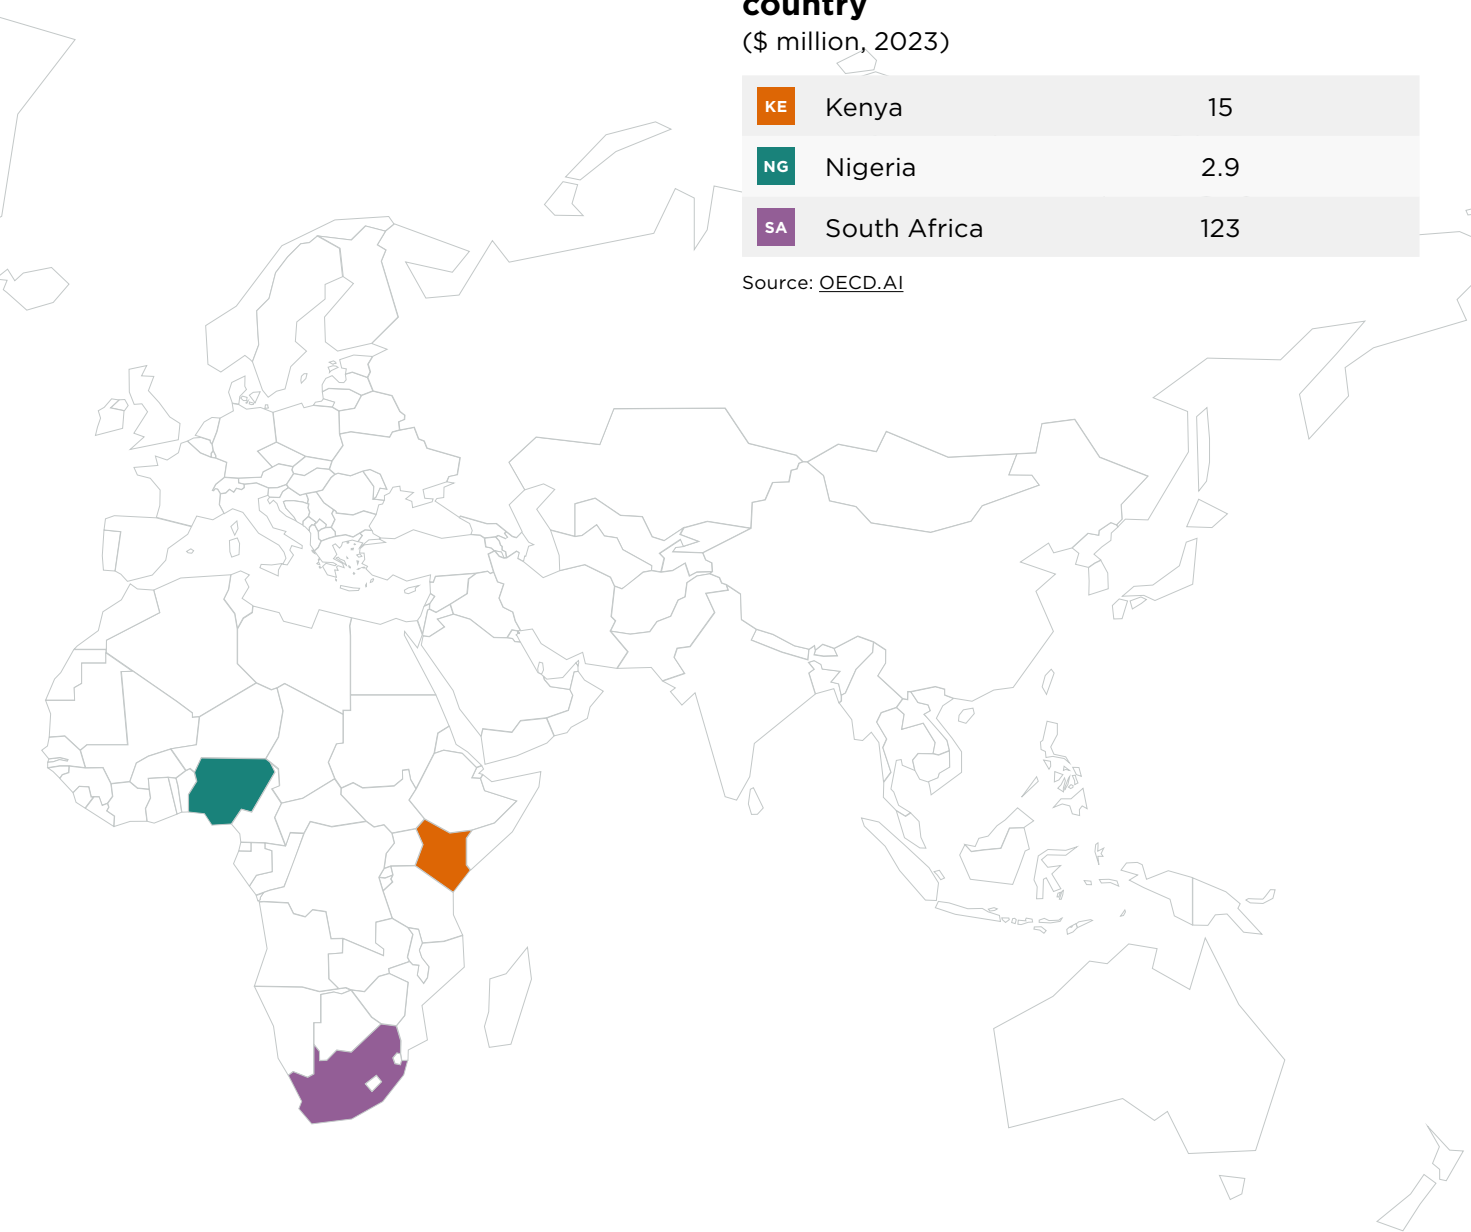 country
($ million, 2023)
KE Kenya 15
NG Nigeria 2.9
SA South Africa 123
Source: OECD.AI